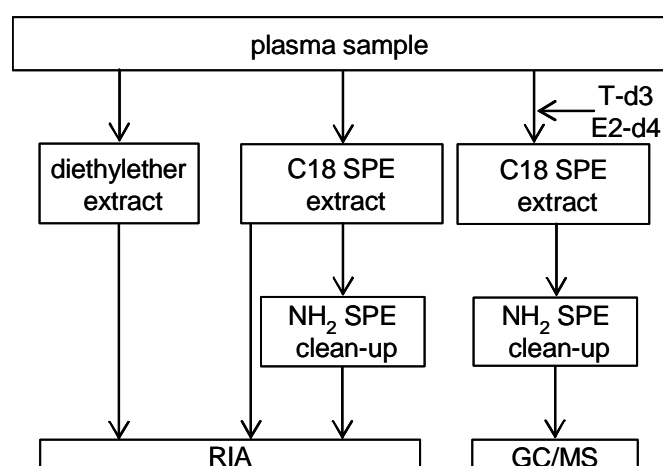 plasma sample
T-d3
E2-d4
diethylether
extract
C18 SPE
extract
C18 SPE
extract
NH₂ SPE
clean-up
NH₂ SPE
clean-up
RIA
GC/MS